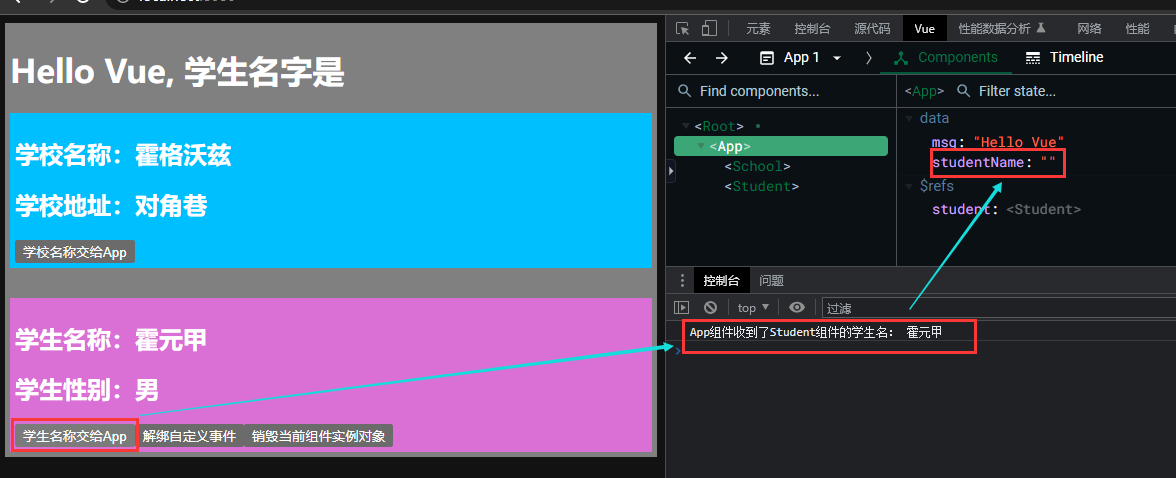 元素 控制台 源代码 Vue 性能数据分析 网络 性能
App 1 Components Timeline
Find components...
<App> Filter state...
<Root>
<App>
<School>
<Student>
data
msg: "Hello Vue"
studentName: ""
$refs
student: <Student>
Hello Vue, 学生名字是
学校名称：霍格沃兹
学校地址：对角巷
学校名称交给App
学生名称：霍元甲
学生性别：男
学生名称交给App 解绑自定义事件 销毁当前组件实例对象
控制台 问题
top 过滤
App组件收到了Student组件的学生名： 霍元甲